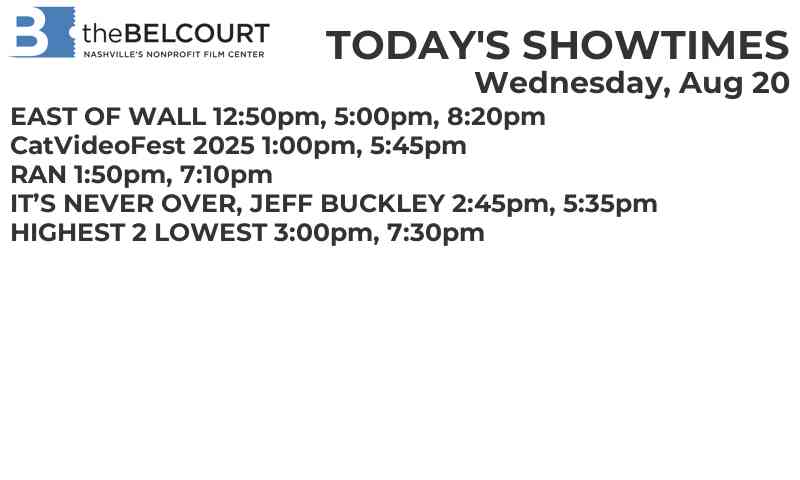 B theBELCOURT
NASHVILLE'S NONPROFIT FILM CENTER
TODAY'S SHOWTIMES
Wednesday, Aug 20
EAST OF WALL 12:50pm, 5:00pm, 8:20pm
CatVideoFest 2025 1:00pm, 5:45pm
RAN 1:50pm, 7:10pm
IT’S NEVER OVER, JEFF BUCKLEY 2:45pm, 5:35pm
HIGHEST 2 LOWEST 3:00pm, 7:30pm